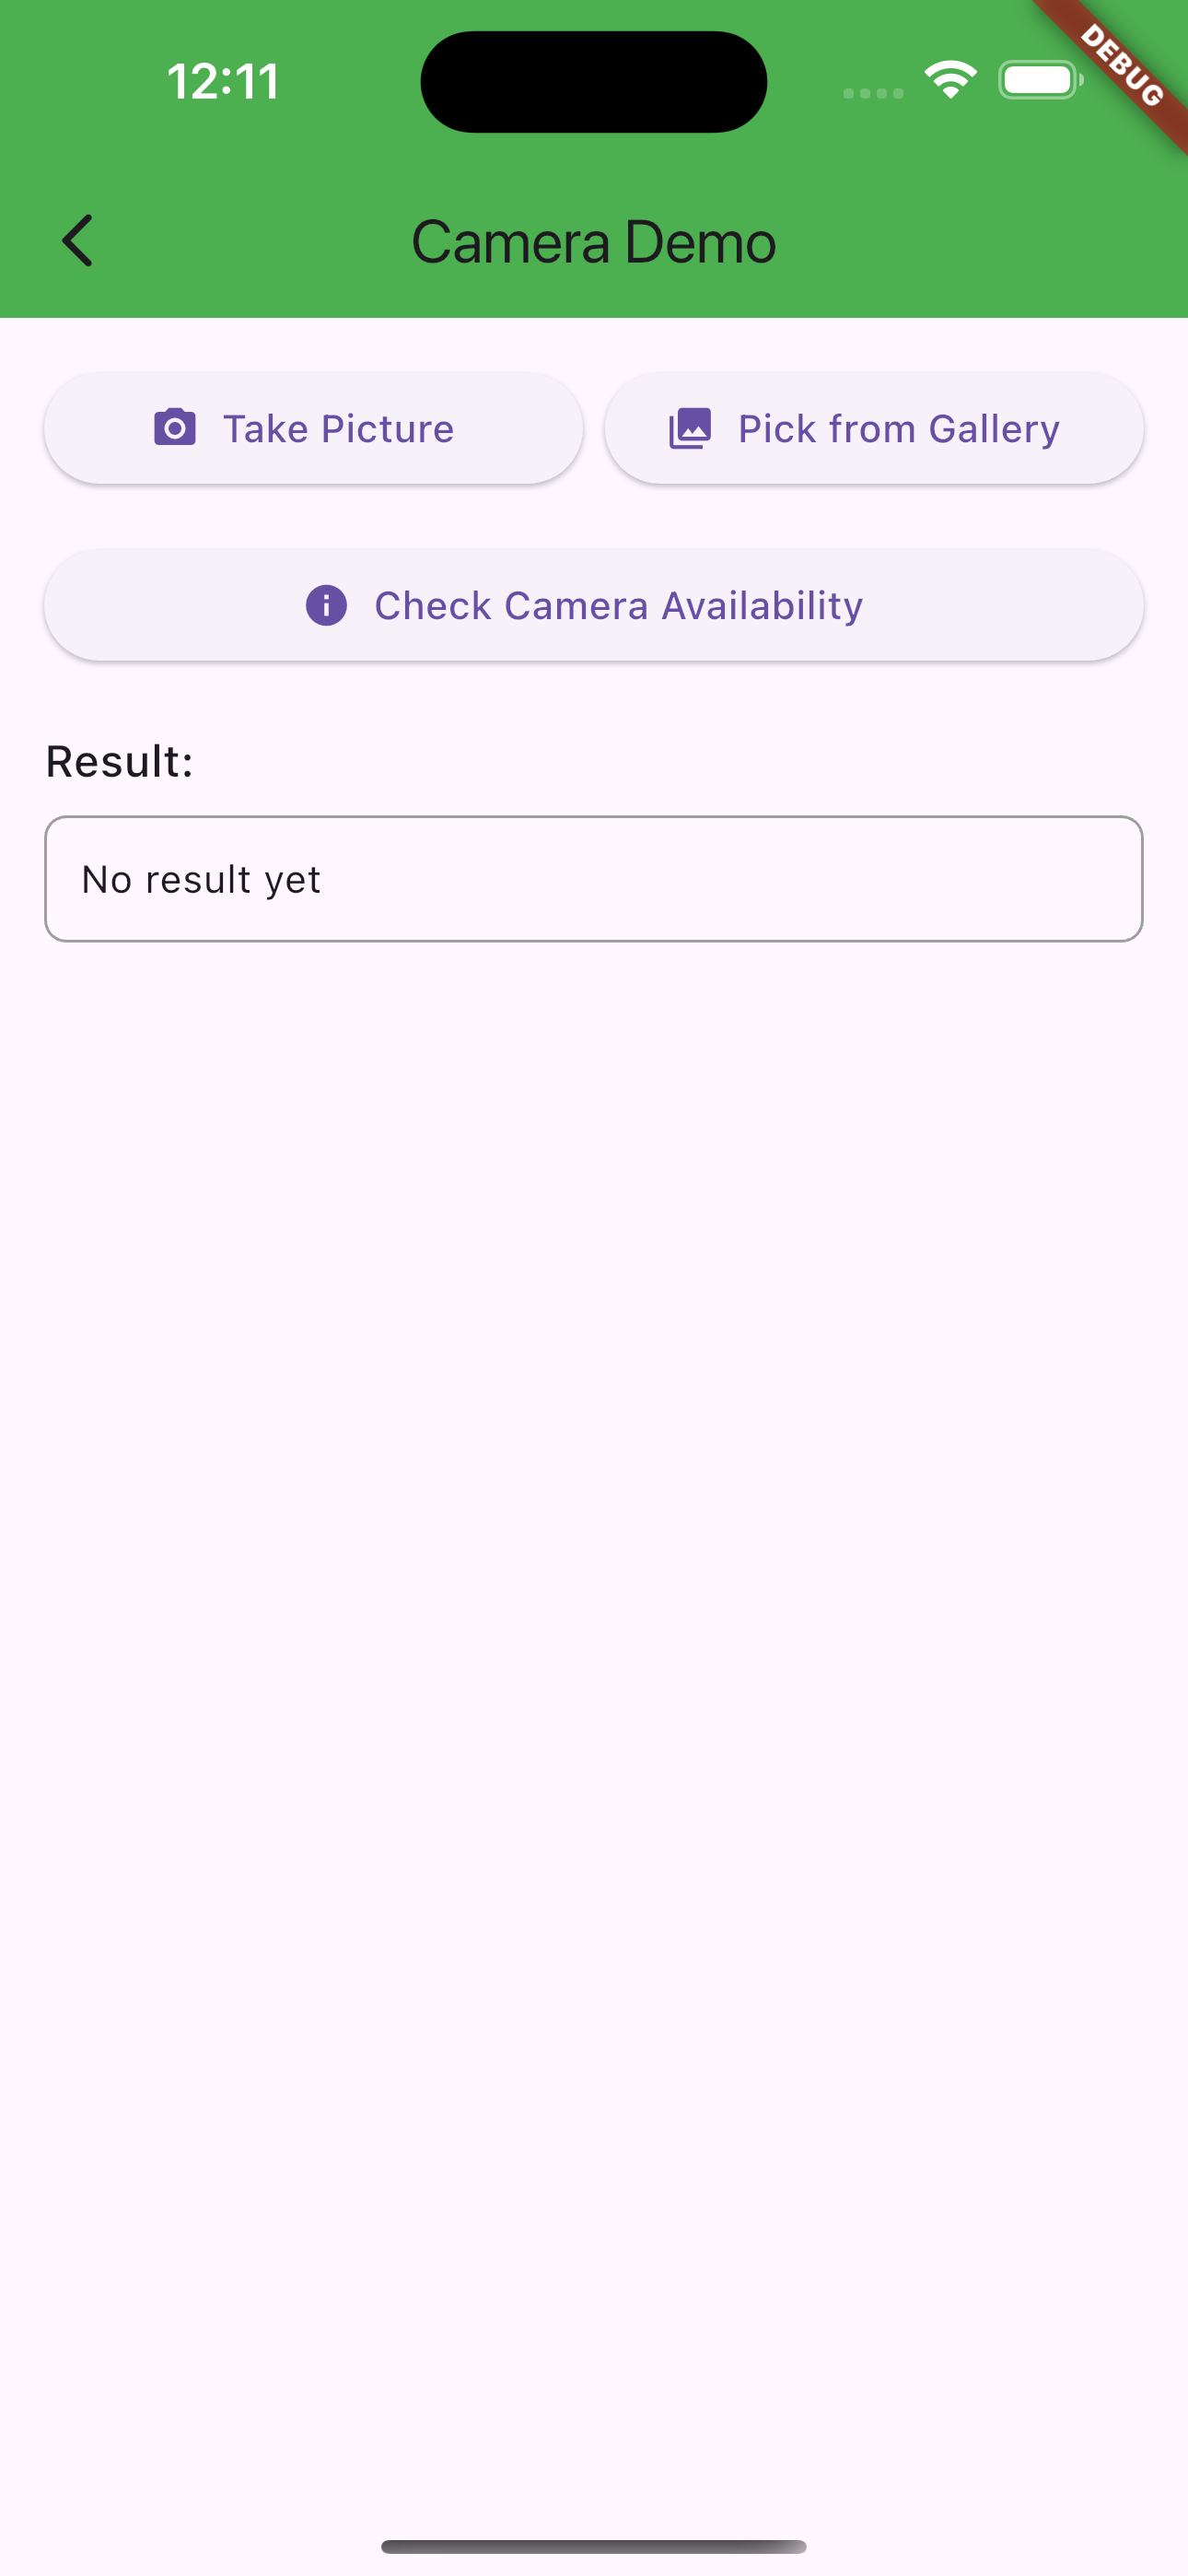 12:11
DEBUG
Camera Demo
Take Picture
Pick from Gallery
Check Camera Availability
Result:
No result yet